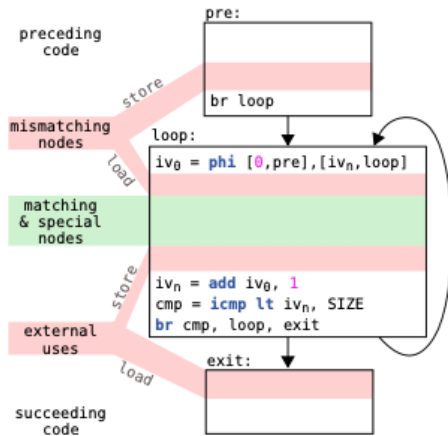 pre:
preceding
code
store
br loop
mismatching
nodes
loop:
load
iv₀ = phi [0,pre],[ivₙ,loop]
matching
& special
nodes
store
ivₙ = add iv₀, 1
cmp = icmp lt ivₙ, SIZE
br cmp, loop, exit
external
uses
exit:
load
succeeding
code